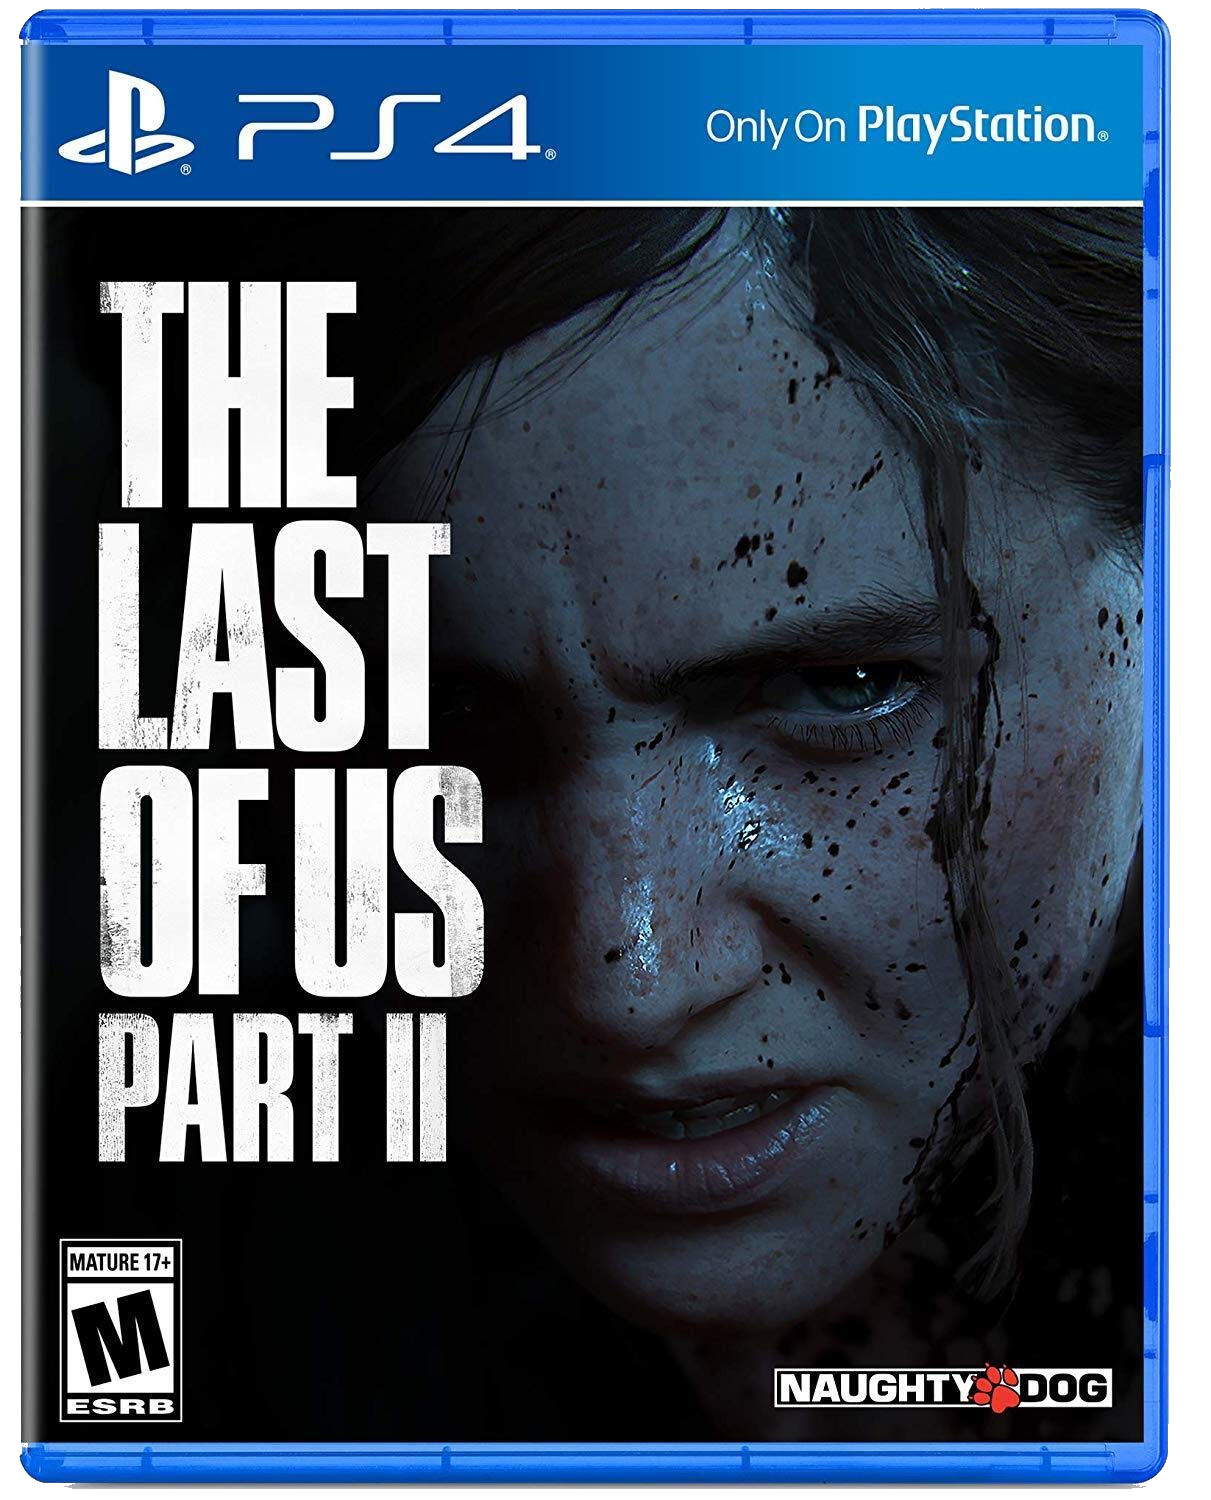 PS4®
Only On PlayStation®
THE
LAST
OF US
PART II
MATURE 17+
M
ESRB
NAUGHTY DOG